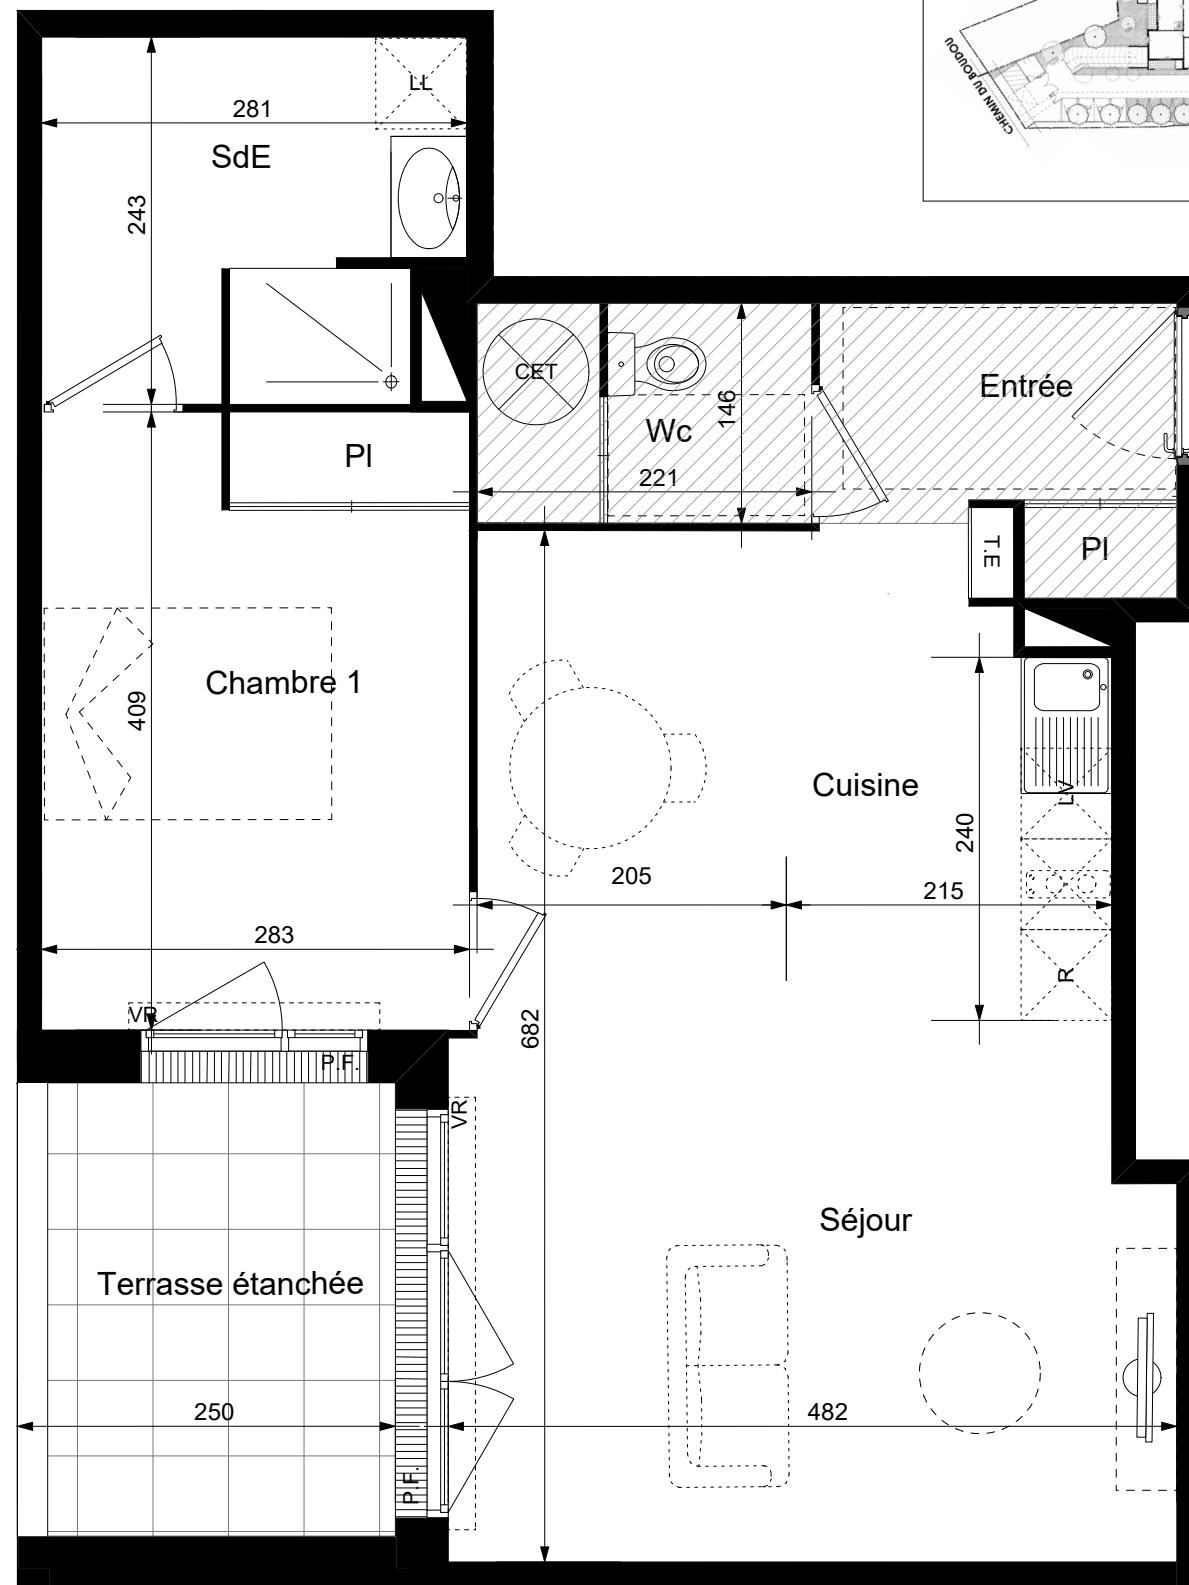 CHEMIN DU BOUDOU
CHEMIN
LL
281
SdE
243
CET
Wc
146
221
Entrée
Pl
T.E
Pl
Chambre 1
409
Cuisine
LV
240
205
215
R
283
VR
P.F.
682
VR
Séjour
Terrasse étanchée
250
482
P.F.